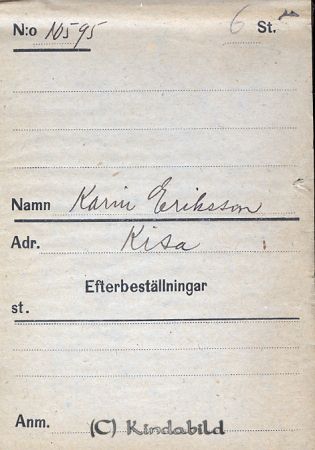 N:o 10595 6 St.
Namn Karin Eriksson
Adr. Kisa
Efterbeställningar
st.
Anm.
(C) Kindabild